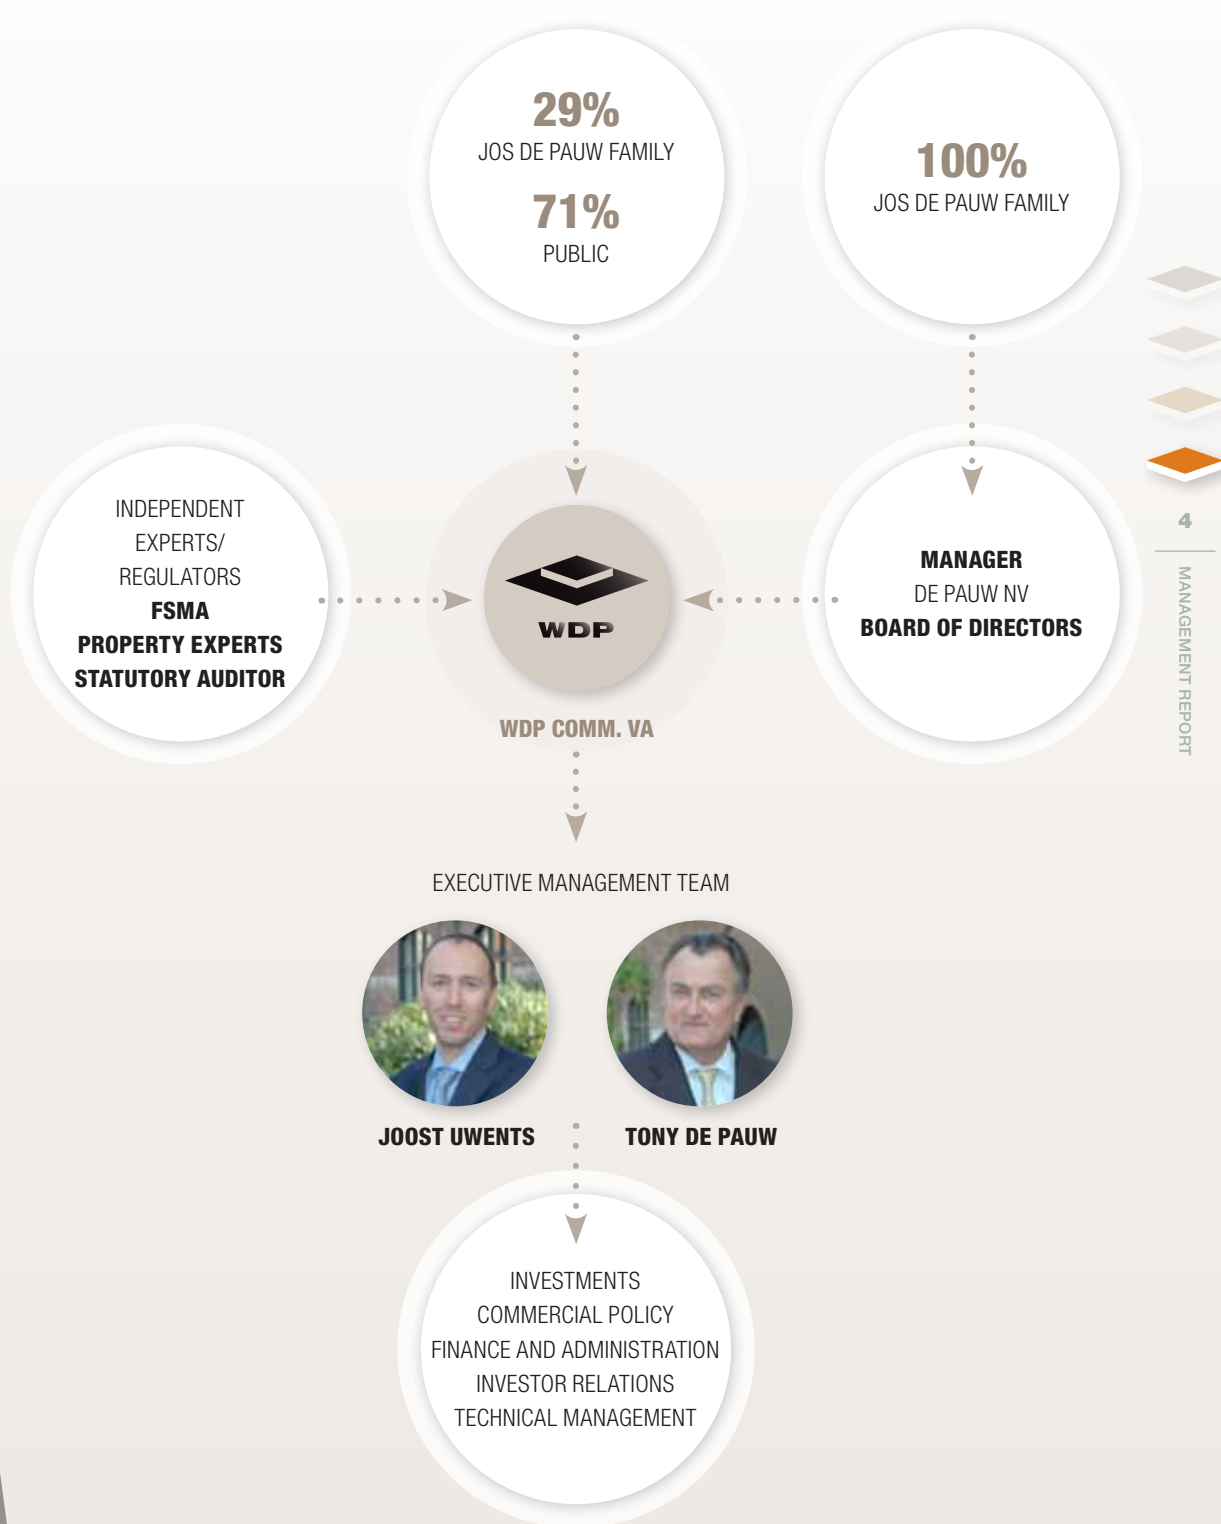 29%
JOS DE PAUW FAMILY
71%
PUBLIC
100%
JOS DE PAUW FAMILY
INDEPENDENT
EXPERTS/
REGULATORS
FSMA
PROPERTY EXPERTS
STATUTORY AUDITOR
WDP
WDP COMM. VA
MANAGER
DE PAUW NV
BOARD OF DIRECTORS
4
MANAGEMENT REPORT
EXECUTIVE MANAGEMENT TEAM
JOOST UWENTS
TONY DE PAUW
INVESTMENTS
COMMERCIAL POLICY
FINANCE AND ADMINISTRATION
INVESTOR RELATIONS
TECHNICAL MANAGEMENT